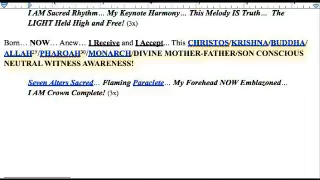 I AM Sacred Rhythm… My Keynote Harmony… This Melody IS Truth… The
LIGHT Held High and Free! (3x)
Born… NOW… Anew… I Receive and I Accept… This CHRISTOS/KRISHNA/BUDDHA/
ALLAH/PHAROAH/MONARCH/DIVINE MOTHER-FATHER/SON CONSCIOUS
NEUTRAL WITNESS AWARENESS!
Seven Alters Sacred… Flaming Paraclete… My Forehead NOW Emblazoned…
I AM Crown Complete! (3x)